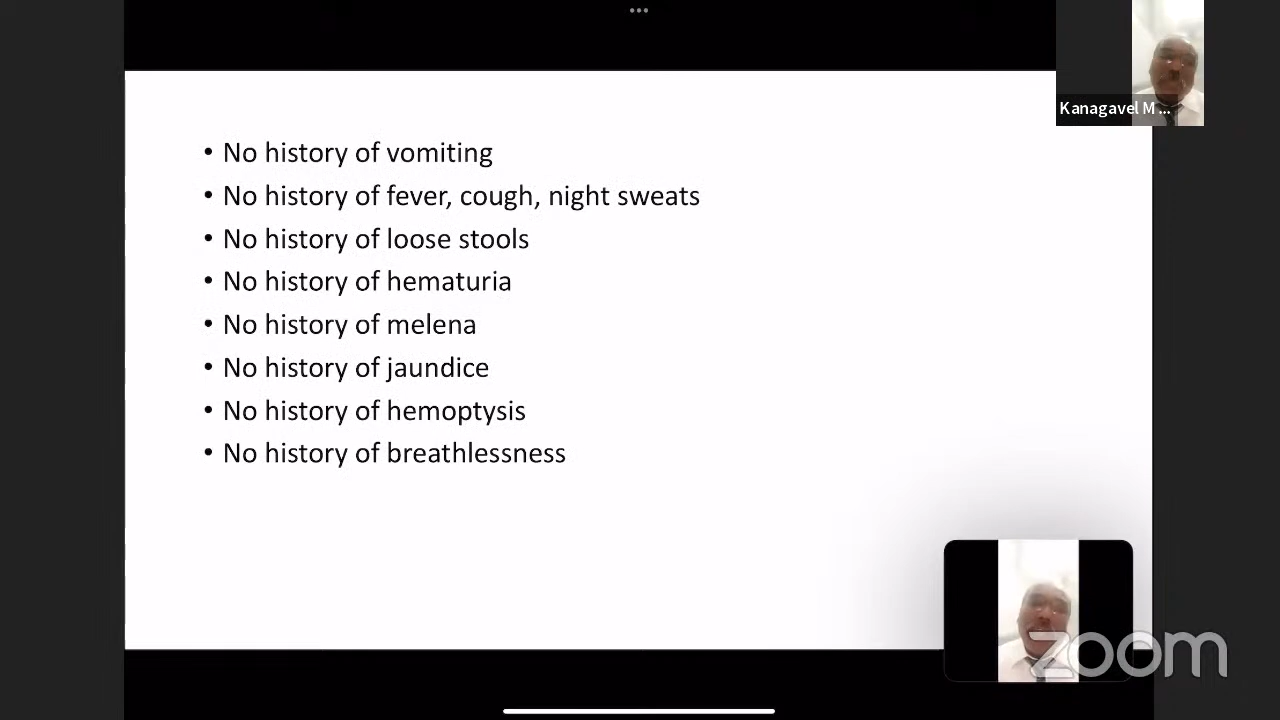 Kanagavel M ...
• No history of vomiting
• No history of fever, cough, night sweats
• No history of loose stools
• No history of hematuria
• No history of melena
• No history of jaundice
• No history of hemoptysis
• No history of breathlessness
zoom